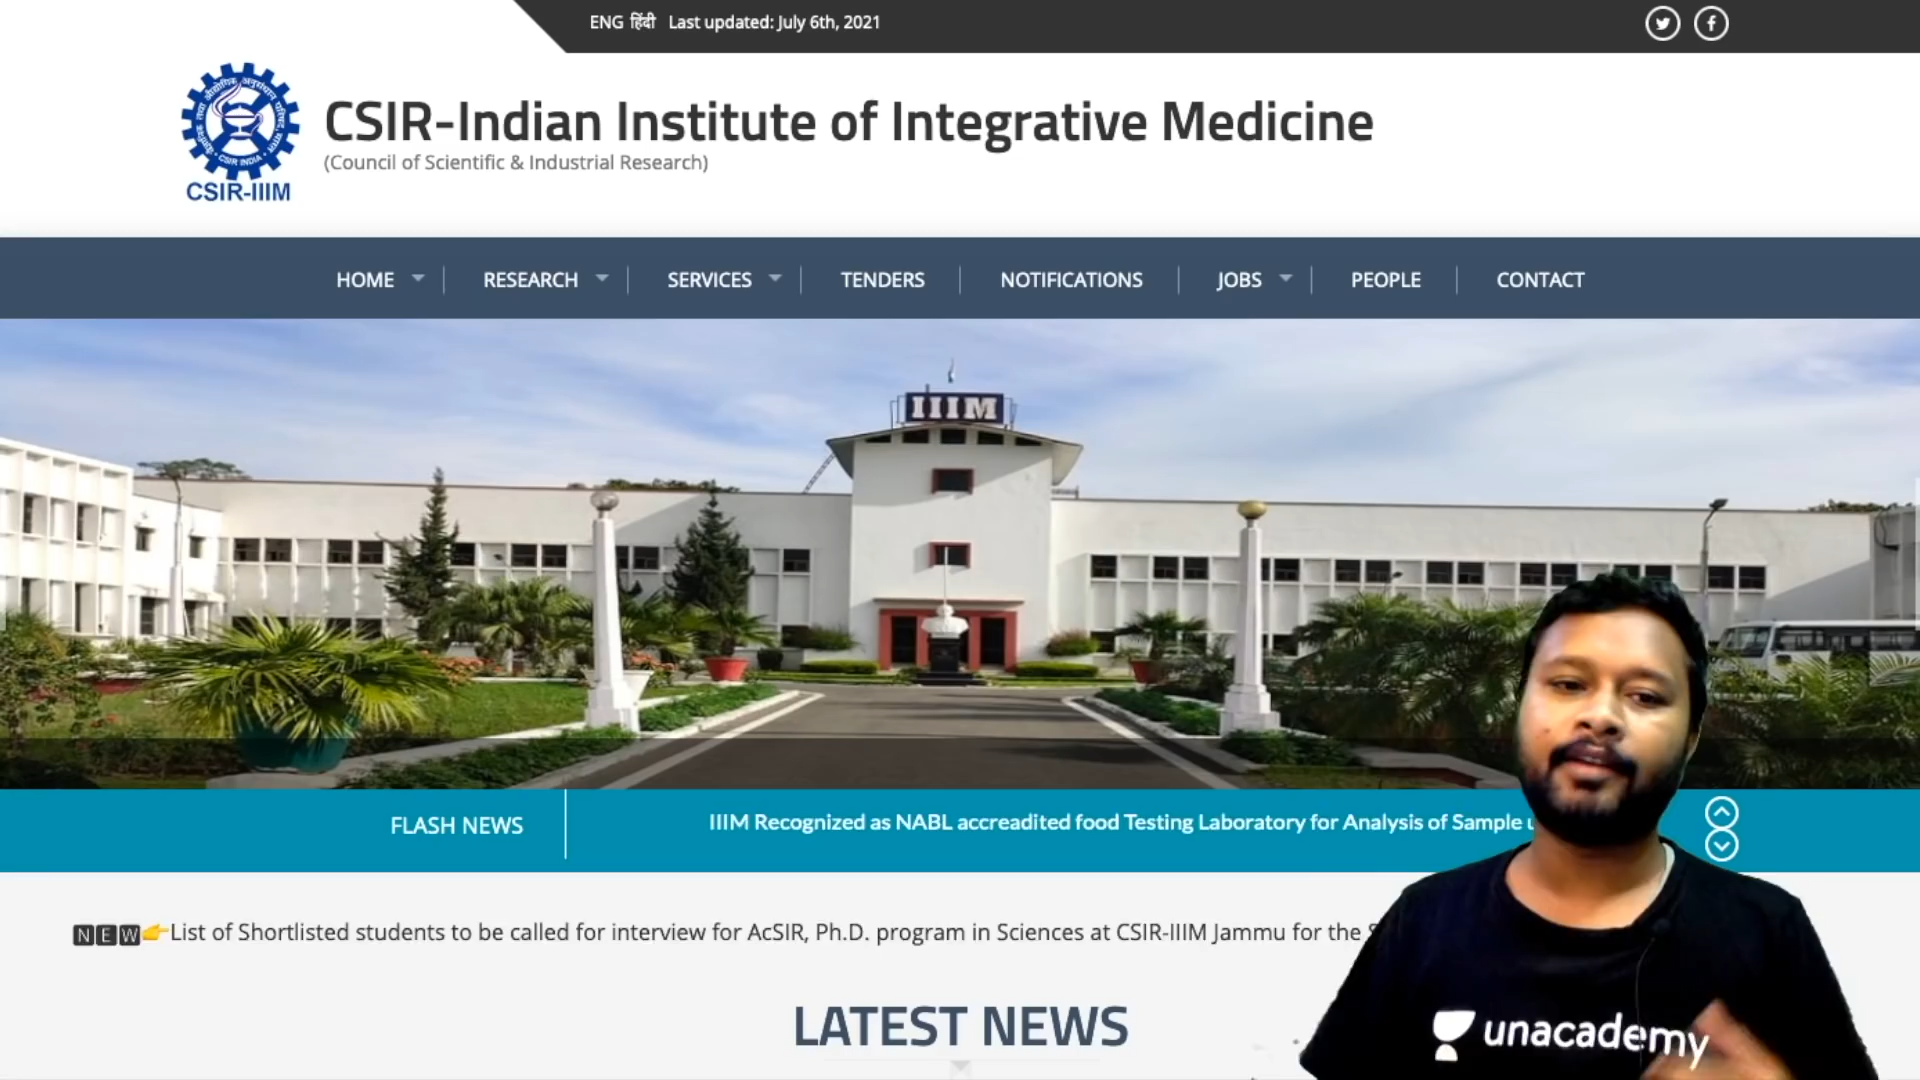 ENG हिंदी Last updated: July 6th, 2021
CSIR-Indian Institute of Integrative Medicine
(Council of Scientific & Industrial Research)
CSIR INDIA
CSIR-IIIM
HOME RESEARCH SERVICES TENDERS NOTIFICATIONS JOBS PEOPLE CONTACT
IIIM
FLASH NEWS
IIIM Recognized as NABL accreadited food Testing Laboratory for Analysis of Sample
NEW List of Shortlisted students to be called for interview for AcSIR, Ph.D. program in Sciences at CSIR-IIIM Jammu for the
LATEST NEWS
unacademy